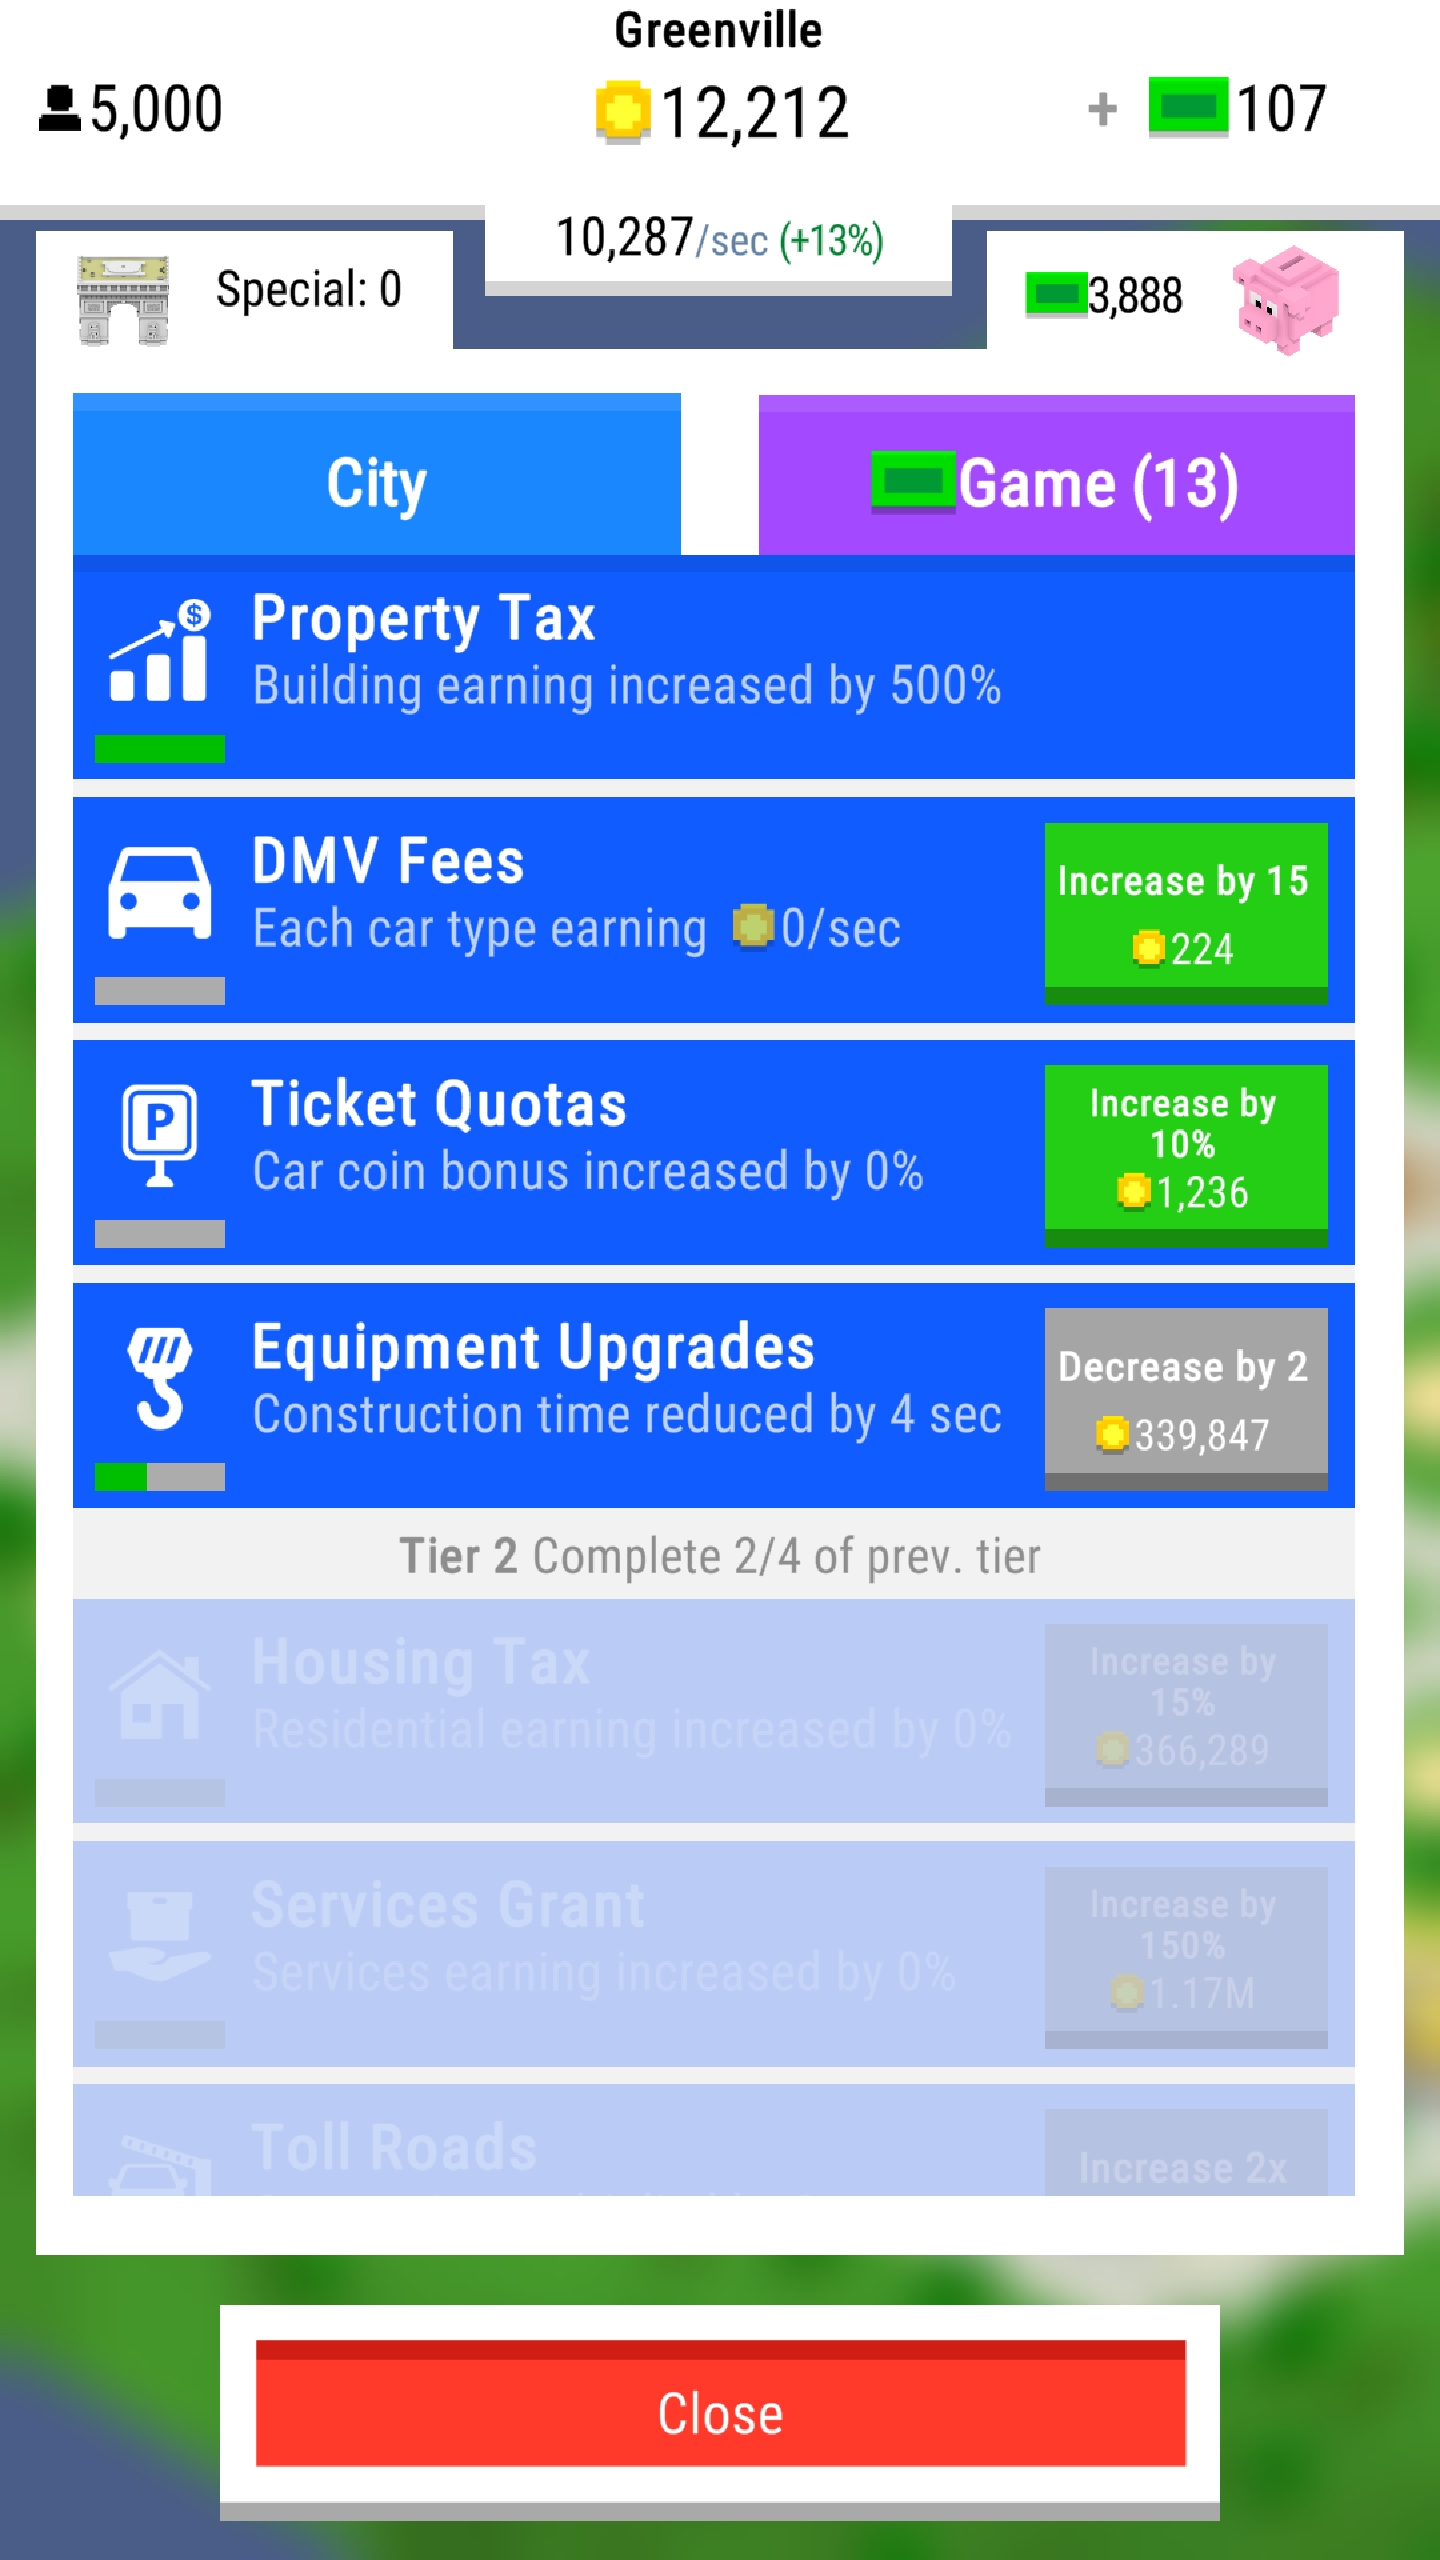 Greenville
5,000
12,212
+ 107
10,287/sec (+13%)
Special: 0
3,888
City
Game (13)
Property Tax
Building earning increased by 500%
DMV Fees
Each car type earning 0/sec
Increase by 15
224
P
Ticket Quotas
Car coin bonus increased by 0%
Increase by
10%
1,236
Equipment Upgrades
Construction time reduced by 4 sec
Decrease by 2
339,847
Tier 2 Complete 2/4 of prev. tier
Housing Tax
Residential earning increased by 0%
Increase by
15%
366,289
Services Grant
Services earning increased by 0%
Increase by
150%
1.17M
Toll Roads
Increase 2x
Close